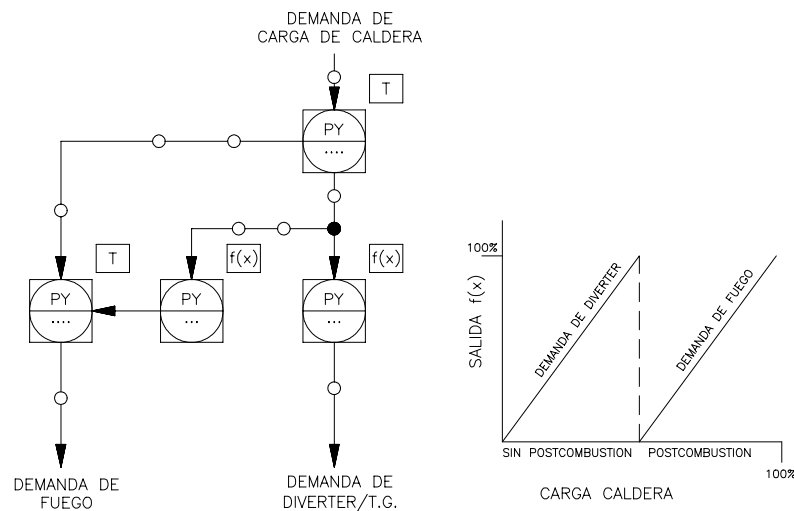 DEMANDA DE
CARGA DE CALDERA
T
PY
....
T
f(x)
f(x)
PY
....
PY
...
PY
....
DEMANDA DE
FUEGO
DEMANDA DE
DIVERTER/T.G.
100%
SALIDA f(x)
DEMANDA DE DIVERTER
DEMANDA DE FUEGO
SIN POSTCOMBUSTION
POSTCOMBUSTION
100%
CARGA CALDERA